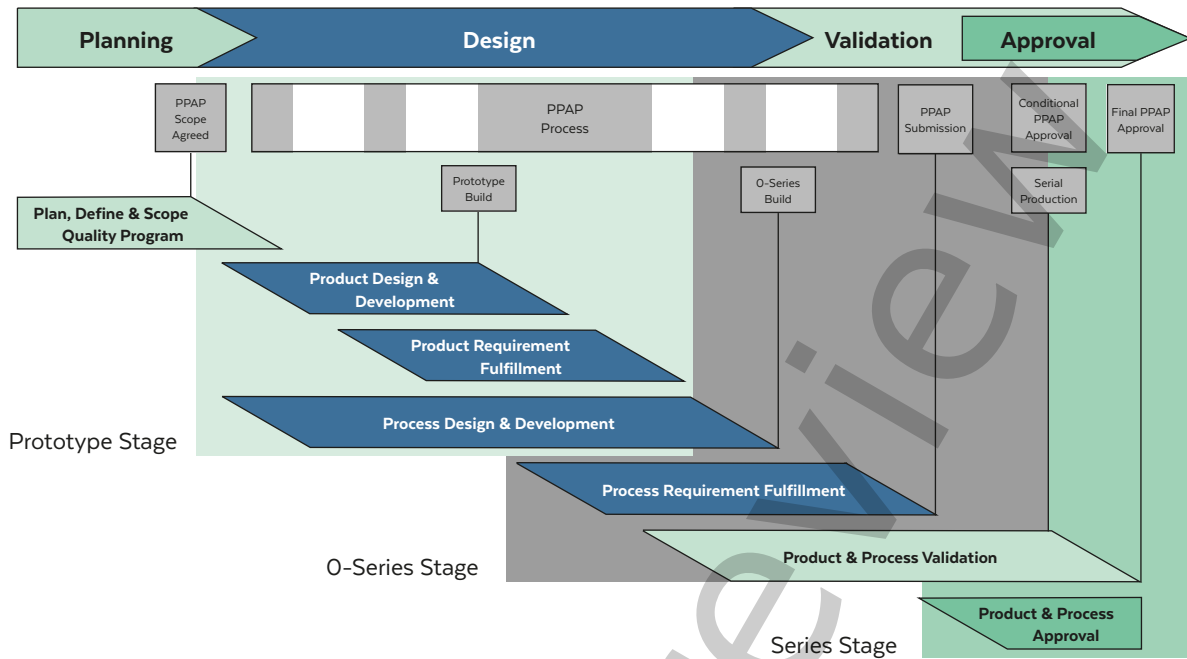 Planning
Design
Validation
Approval
PPAP
Scope
Agreed
PPAP
Process
PPAP
Submission
Conditional
PPAP
Approval
Final PPAP
Approval
Prototype
Build
0-Series
Build
Serial
Production
Plan, Define & Scope
Quality Program
Product Design &
Development
Product Requirement
Fulfillment
Process Design & Development
Prototype Stage
Process Requirement Fulfillment
Product & Process Validation
0-Series Stage
Product & Process
Approval
Series Stage